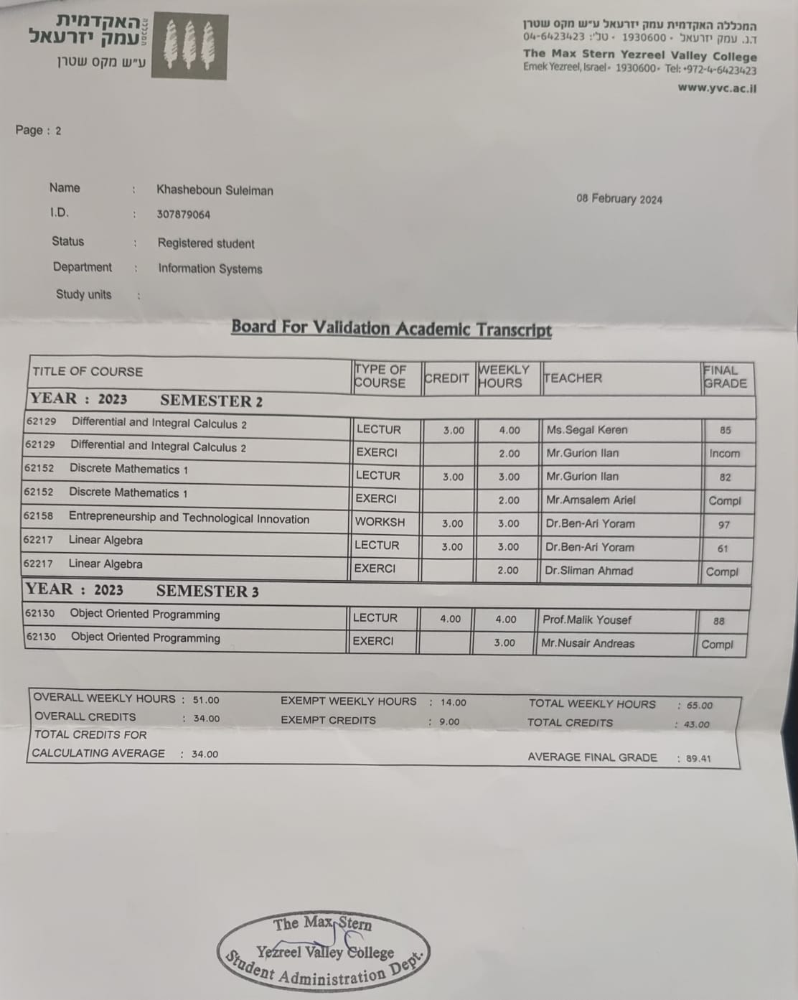 האקדמית
המכללה
עמק יזרעאל
ע״ש מקס שטרן
המכללה האקדמית עמק יזרעאל ע״ש מקס שטרן
ד.נ. עמק יזרעאל • 1930600 • טל': 04-6423423
The Max Stern Yezreel Valley College
Emek Yezreel, Israel • 1930600 • Tel: +972-4-6423423
www.yvc.ac.il
Page : 2
Name : Khasheboun Suleiman
08 February 2024
I.D. : 307879064
Status : Registered student
Department : Information Systems
Study units :
Board For Validation Academic Transcript
TITLE OF COURSE TYPE OF COURSE CREDIT WEEKLY HOURS TEACHER FINAL GRADE
YEAR : 2023 SEMESTER 2
62129 Differential and Integral Calculus 2 LECTUR 3.00 4.00 Ms.Segal Keren 85
62129 Differential and Integral Calculus 2 EXERCI 2.00 Mr.Gurion Ilan Incom
62152 Discrete Mathematics 1 LECTUR 3.00 3.00 Mr.Gurion Ilan 82
62152 Discrete Mathematics 1 EXERCI 2.00 Mr.Amsalem Ariel Compl
62158 Entrepreneurship and Technological Innovation WORKSH 3.00 3.00 Dr.Ben-Ari Yoram 97
62217 Linear Algebra LECTUR 3.00 3.00 Dr.Ben-Ari Yoram 61
62217 Linear Algebra EXERCI 2.00 Dr.Sliman Ahmad Compl
YEAR : 2023 SEMESTER 3
62130 Object Oriented Programming LECTUR 4.00 4.00 Prof.Malik Yousef 88
62130 Object Oriented Programming EXERCI 3.00 Mr.Nusair Andreas Compl
OVERALL WEEKLY HOURS : 51.00 EXEMPT WEEKLY HOURS : 14.00 TOTAL WEEKLY HOURS : 65.00
OVERALL CREDITS : 34.00 EXEMPT CREDITS : 9.00 TOTAL CREDITS : 43.00
TOTAL CREDITS FOR
CALCULATING AVERAGE : 34.00 AVERAGE FINAL GRADE : 89.41
The Max Stern
Yezreel Valley College
Student Administration Dept.